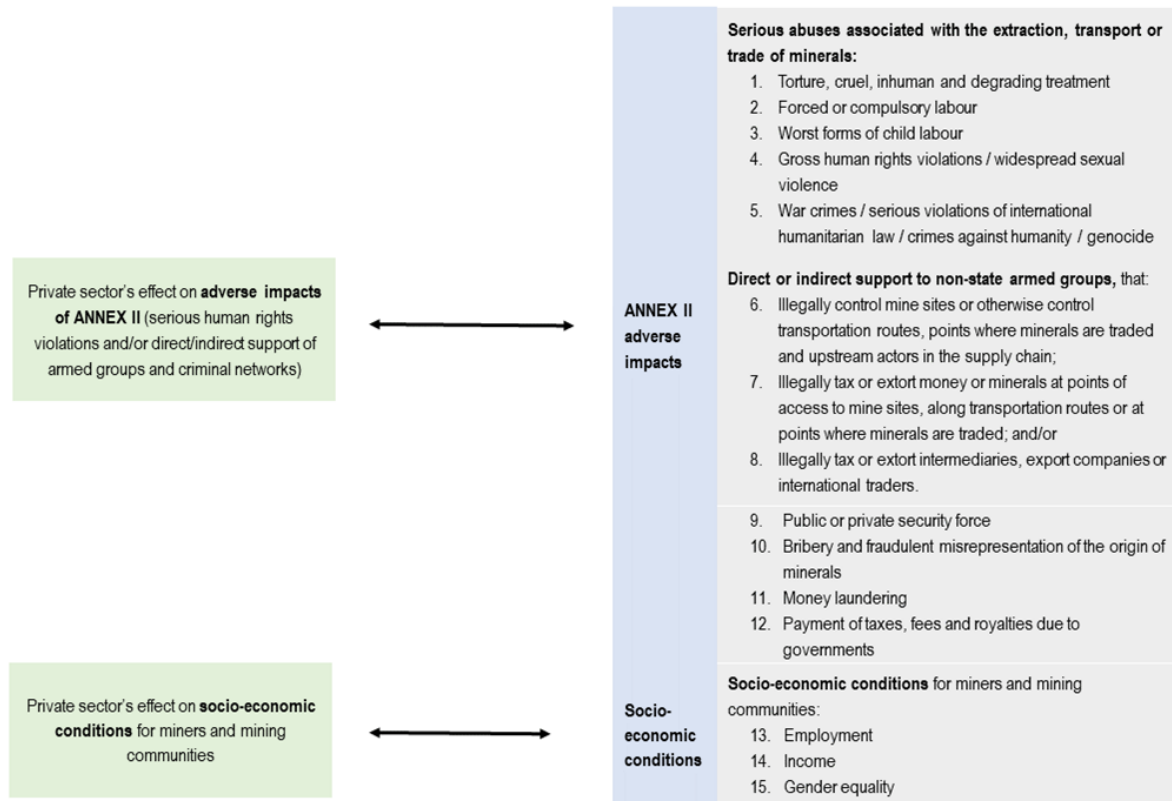 Private sector's effect on adverse impacts
of ANNEX II (serious human rights
violations and/or direct/indirect support of
armed groups and criminal networks)
Private sector's effect on socio-economic
conditions for miners and mining
communities
ANNEX II
adverse
impacts
Serious abuses associated with the extraction, transport or
trade of minerals:
1. Torture, cruel, inhuman and degrading treatment
2. Forced or compulsory labour
3. Worst forms of child labour
4. Gross human rights violations / widespread sexual
violence
5. War crimes / serious violations of international
humanitarian law / crimes against humanity / genocide
Direct or indirect support to non-state armed groups, that:
6. Illegally control mine sites or otherwise control
transportation routes, points where minerals are traded
and upstream actors in the supply chain;
7. Illegally tax or extort money or minerals at points of
access to mine sites, along transportation routes or at
points where minerals are traded; and/or
8. Illegally tax or extort intermediaries, export companies or
international traders.
9. Public or private security force
10. Bribery and fraudulent misrepresentation of the origin of
minerals
11. Money laundering
12. Payment of taxes, fees and royalties due to
governments
Socio-
economic
conditions
Socio-economic conditions for miners and mining
communities:
13. Employment
14. Income
15. Gender equality